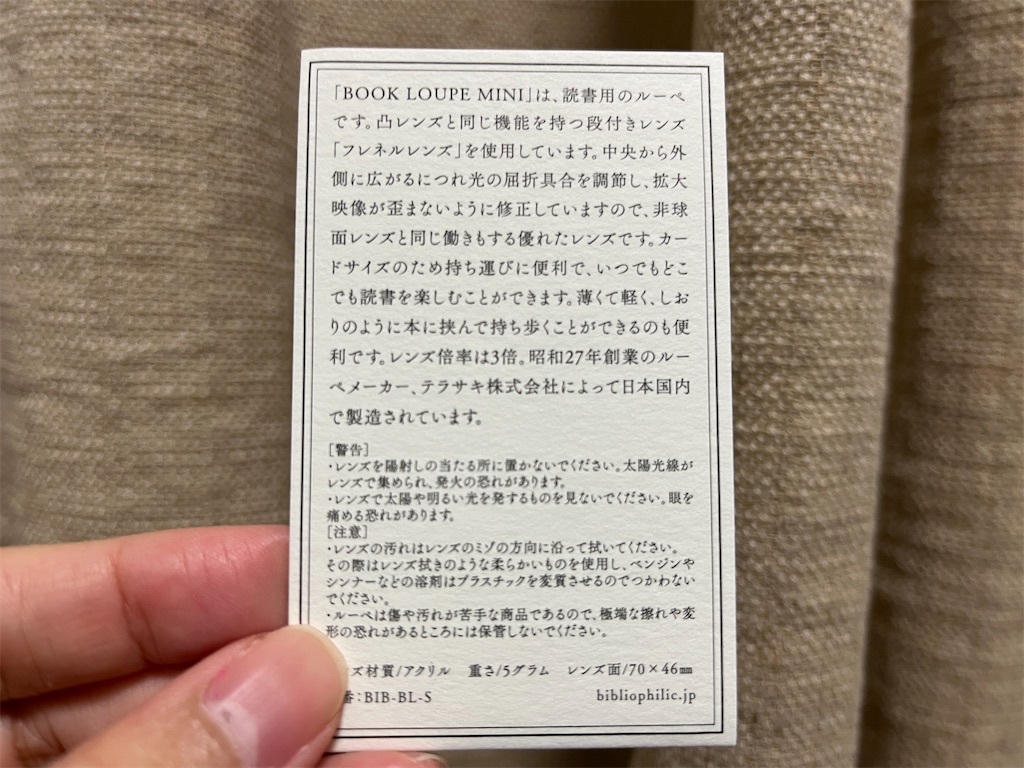 「BOOK LOUPE MINI」は、読書用のルーペ
です。凸レンズと同じ機能を持つ段付きレンズ
「フレネルレンズ」を使用しています。中央から外
側に広がるにつれ光の屈折具合を調節し、拡大
映像が歪まないように修正していますので、非球
面レンズと同じ働きもする優れたレンズです。カー
ドサイズのため持ち運びに便利で、いつでもどこ
でも読書を楽しむことができます。薄くて軽く、しお
りのように本に挟んで持ち歩くことができるのも便
利です。レンズ倍率は3倍。昭和27年創業のルー
ペメーカー、テラサキ株式会社によって日本国内
で製造されています。
[警告]
・レンズを陽射しの当たる所に置かないでください。太陽光線が
レンズで集められ、発火の恐れがあります。
・レンズで太陽や明るい光を発するものを見ないでください。眼を
痛める恐れがあります。
[注意]
・レンズの汚れはレンズのミゾの方向に沿って拭いてください。
その際はレンズ拭きのような柔らかいものを使用し、ベンジンや
シンナーなどの溶剤はプラスチックを変質させるのでつかわない
でください。
・ルーペは傷や汚れが苦手な商品であるので、極端な擦れや変
形の恐れがあるところには保管しないでください。
ズ材質/アクリル 重さ/5グラム レンズ面/70×46㎜
番:BIB-BL-S bibliophilic.jp